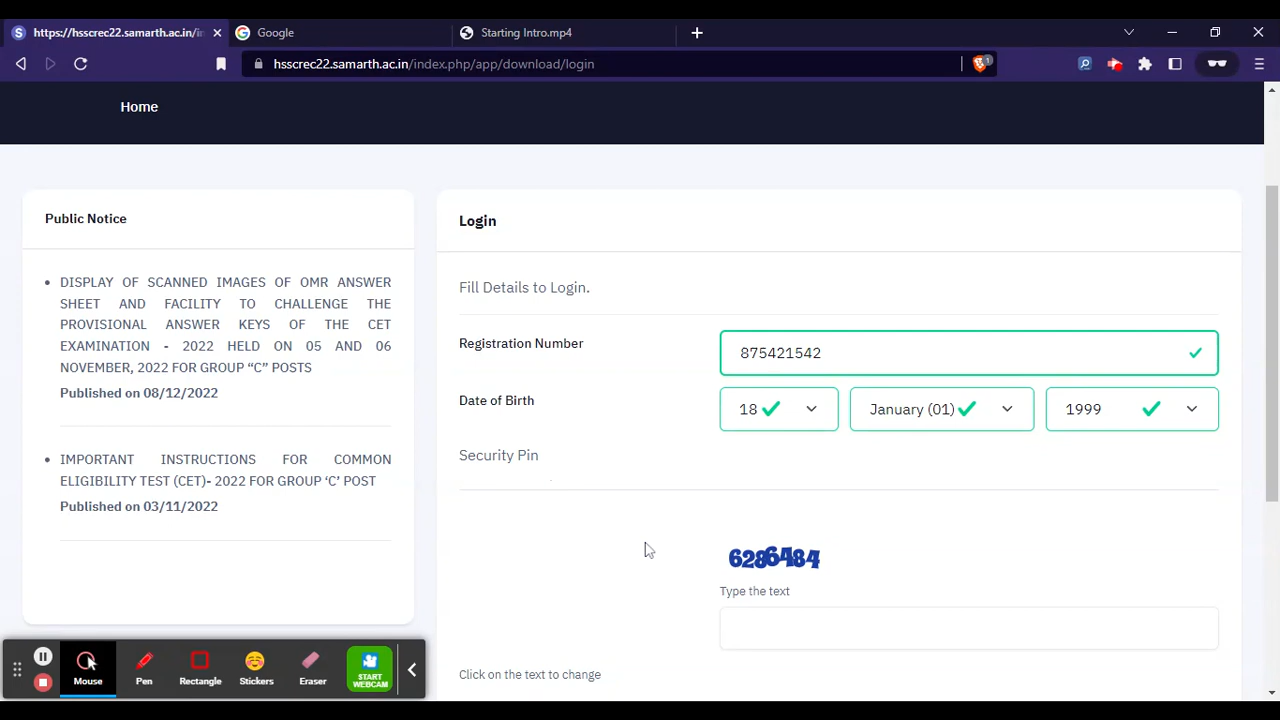 https://hsscrec22.samarth.ac.in/in
Google
Starting Intro.mp4
hsscrec22.samarth.ac.in/index.php/app/download/login
1
Home
Public Notice
DISPLAY OF SCANNED IMAGES OF OMR ANSWER
SHEET AND FACILITY TO CHALLENGE THE
PROVISIONAL ANSWER KEYS OF THE CET
EXAMINATION - 2022 HELD ON 05 AND 06
NOVEMBER, 2022 FOR GROUP “C” POSTS
Published on 08/12/2022
IMPORTANT INSTRUCTIONS FOR COMMON
ELIGIBILITY TEST (CET)- 2022 FOR GROUP ‘C’ POST
Published on 03/11/2022
Login
Fill Details to Login.
Registration Number
875421542
Date of Birth
18 January (01) 1999
Security Pin
6286484
Type the text
Click on the text to change
Mouse Pen Rectangle Stickers Eraser
START
WEBCAM